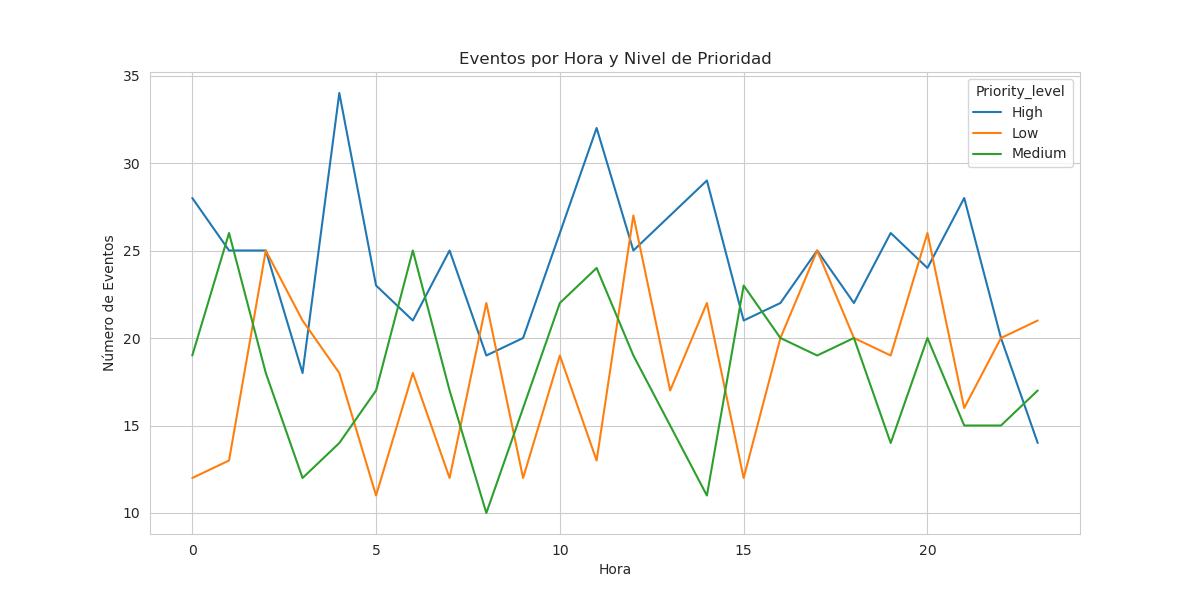 Eventos por Hora y Nivel de Prioridad
Priority_level
High
Low
Medium
Número de Eventos
35
30
25
20
15
10
0
5
10
15
20
Hora